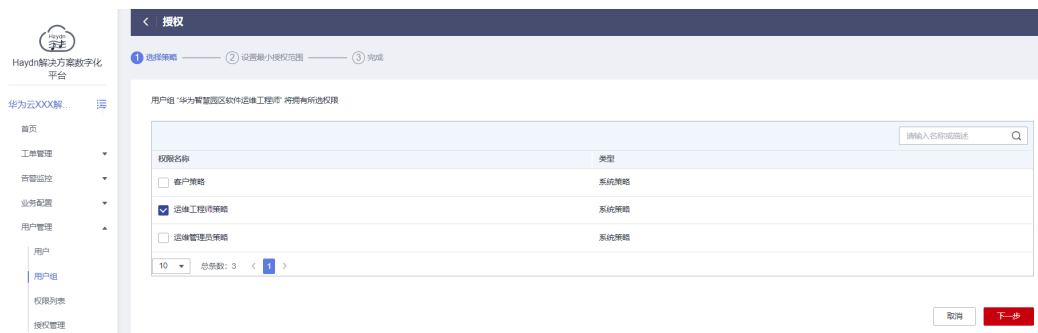 Haydn
字迹
Haydn解决方案数字化
平台
华为云XXX解...
首页
工单管理
告警监控
业务配置
用户管理
用户
用户组
权限列表
授权管理
授权
1 选择策略
2 设置最小授权范围
3 完成
用户组 "华为智慧园区软件运维工程师" 将拥有所选权限
请输入名称或描述
权限名称 类型
客户策略 系统策略
运维工程师策略 系统策略
运维管理员策略 系统策略
10 总条数: 3 < 1 >
取消 下一步